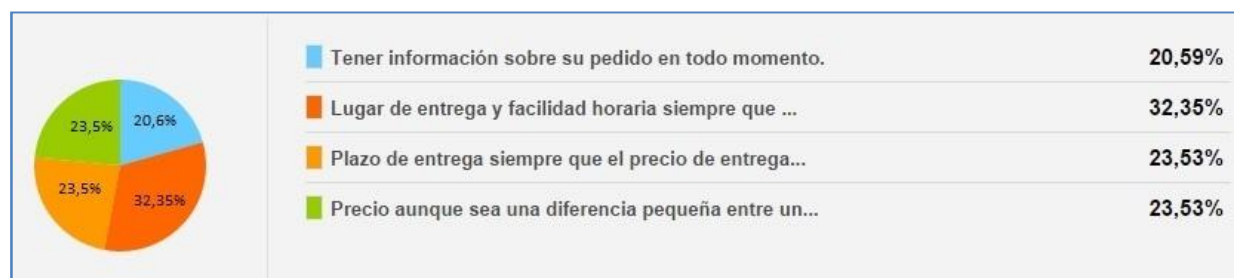 Tener información sobre su pedido en todo momento. 20,59%
Lugar de entrega y facilidad horaria siempre que ... 32,35%
Plazo de entrega siempre que el precio de entrega... 23,53%
Precio aunque sea una diferencia pequeña entre un... 23,53%
23,5% 20,6%
23,5% 32,35%